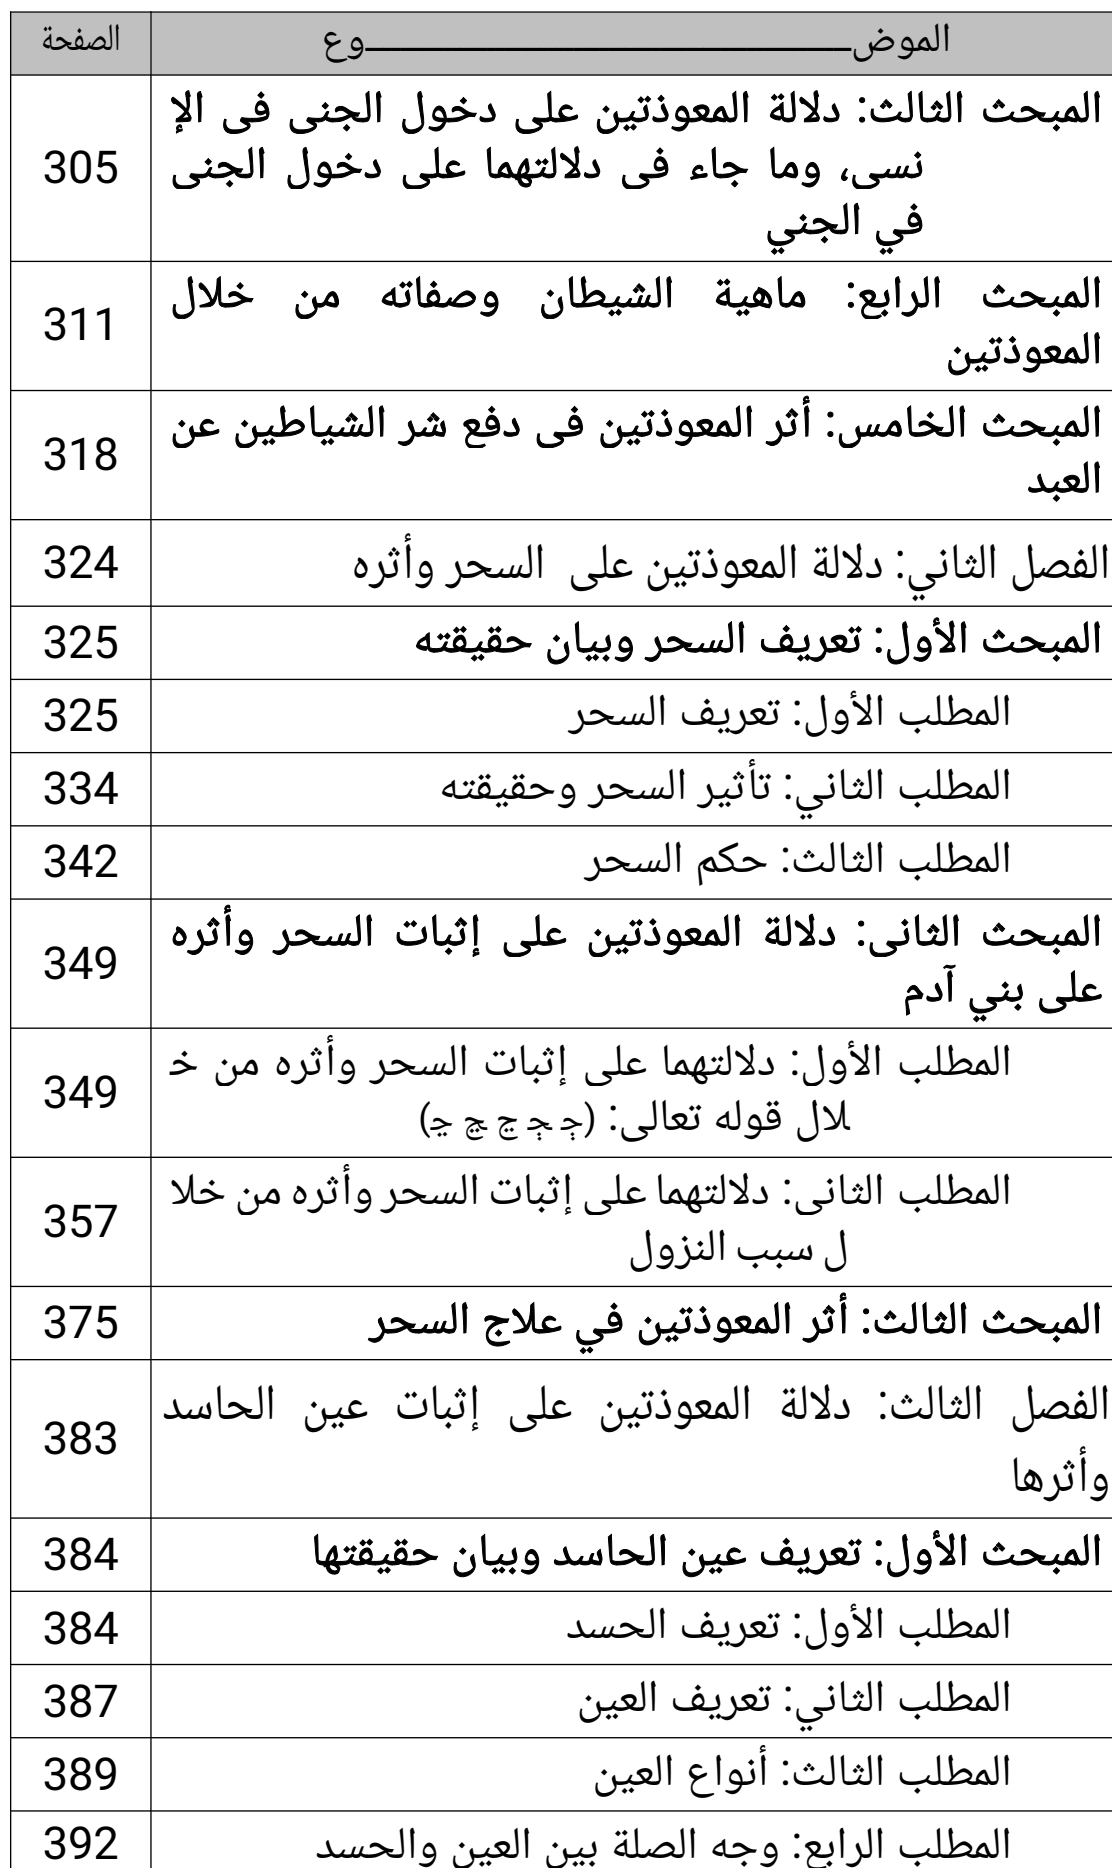 الموضـــــــــــــــــــــــــــــــوع الصفحة
المبحث الثالث: دلالة المعوذتين على دخول الجنى فى الإ
نسى، وما جاء فى دلالتهما على دخول الجنى 305
في الجني
المبحث الرابع: ماهية الشيطان وصفاته من خلال 311
المعوذتين
المبحث الخامس: أثر المعوذتين فى دفع شر الشياطين عن 318
العبد
الفصل الثاني: دلالة المعوذتين على السحر وأثره 324
المبحث الأول: تعريف السحر وبيان حقيقته 325
المطلب الأول: تعريف السحر 325
المطلب الثاني: تأثير السحر وحقيقته 334
المطلب الثالث: حكم السحر 342
المبحث الثانى: دلالة المعوذتين على إثبات السحر وأثره 349
على بني آدم
المطلب الأول: دلالتهما على إثبات السحر وأثره من خـ 349
ـلال قوله تعالى: (ﭼ ﭼ ﭺ ﭺ ﭼ)
المطلب الثانى: دلالتهما على إثبات السحر وأثره من خلا 357
ل سبب النزول
المبحث الثالث: أثر المعوذتين في علاج السحر 375
الفصل الثالث: دلالة المعوذتين على إثبات عين الحاسد 383
وأثرها
المبحث الأول: تعريف عين الحاسد وبيان حقيقتها 384
المطلب الأول: تعريف الحسد 384
المطلب الثاني: تعريف العين 387
المطلب الثالث: أنواع العين 389
المطلب الرابع: وجه الصلة بين العين والحسد 392